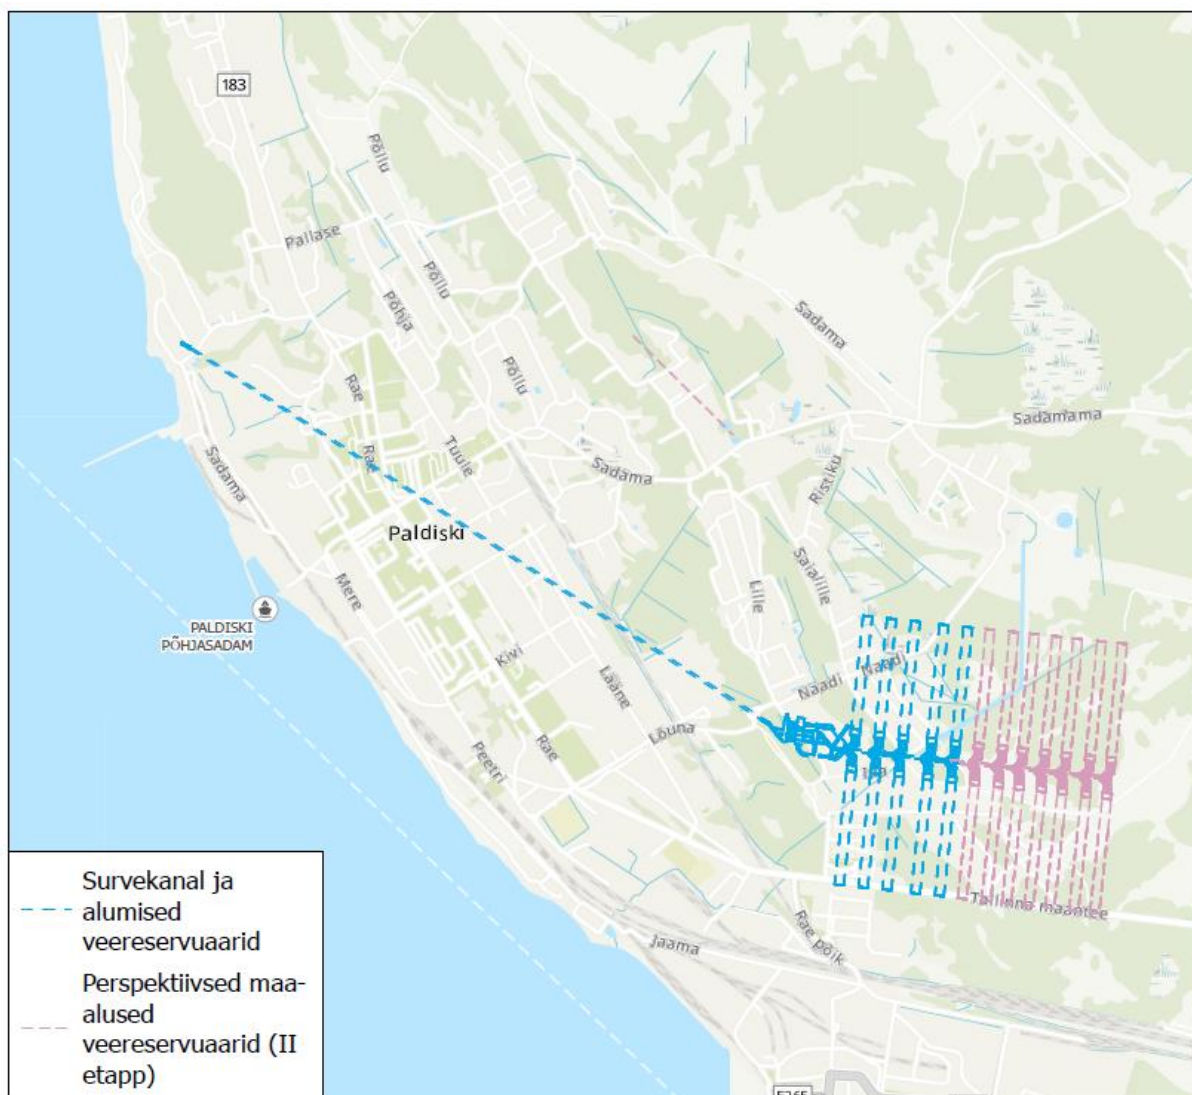 183
Põllu
Pallase
Põllu
Põhja
Sadama
Põllu
Rae
Sadamama
Rae
Tuule
Sadama
Sadama
Ristiku
Paldiski
Saialille
Lille
Mere
PALDISKI
PÕHJASADAM
Kivi
Naadi
Naadi
Lääne
Lõuna
Rae
Peetri
Tallinna maantee
Rae põik
Jaama
Survekanal ja
alumised
veereservuaarid
Perspektiivsed maa-
alused
veereservuaarid (II
etapp)